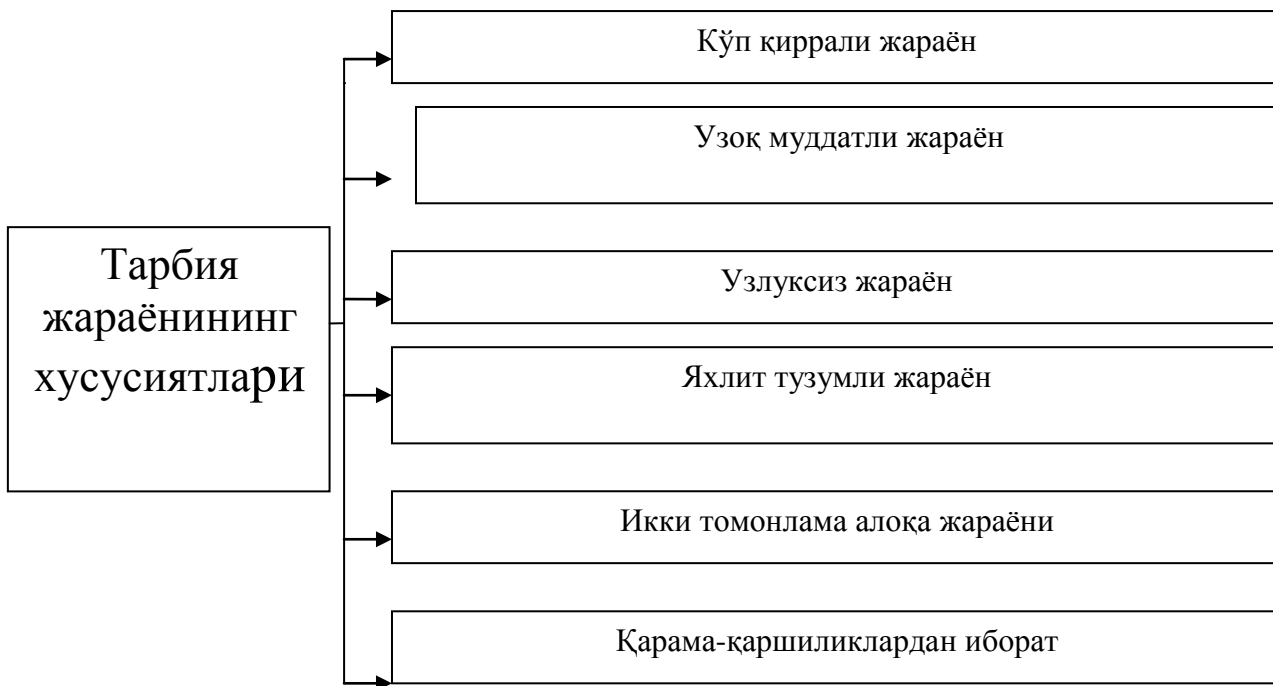 Кўп қиррали жараён
Узоқ муддатли жараён
Тарбия
жараёнининг
хусусиятлари
Узлуксиз жараён
Яхлит тузумли жараён
Икки томонлама алоқа жараёни
Қарама-қаршиликлардан иборат